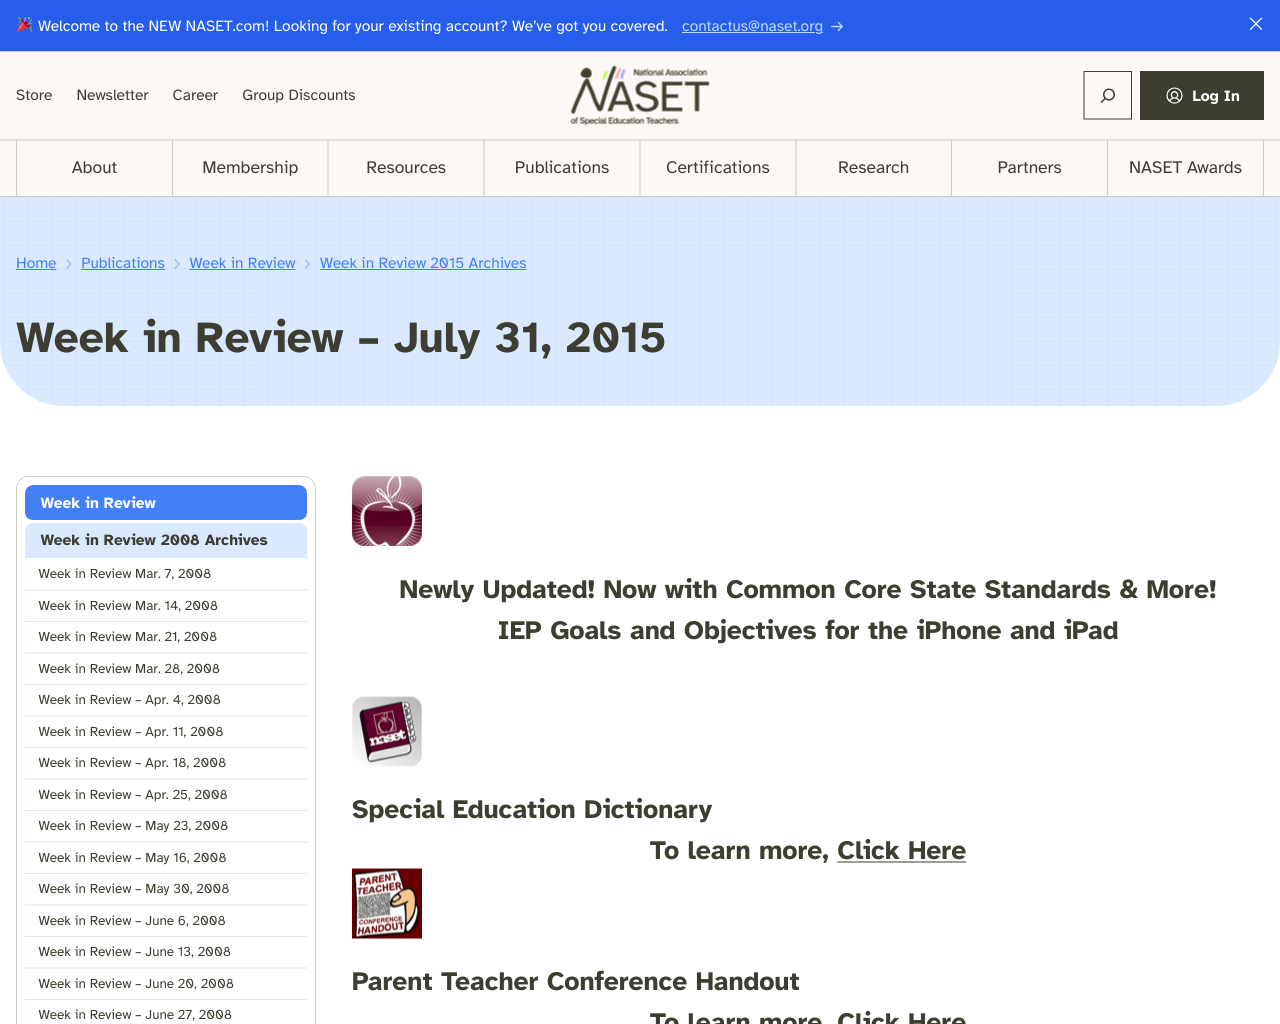 🎉 Welcome to the NEW NASET.com! Looking for your existing account? We've got you covered. contactus@naset.org →
Store Newsletter Career Group Discounts
National Association
NASET
of Special Education Teachers
Log In
About Membership Resources Publications Certifications Research Partners NASET Awards
Home > Publications > Week in Review > Week in Review 2015 Archives
Week in Review – July 31, 2015
Week in Review
Week in Review 2008 Archives
Week in Review Mar. 7, 2008
Week in Review Mar. 14, 2008
Week in Review Mar. 21, 2008
Week in Review Mar. 28, 2008
Week in Review – Apr. 4, 2008
Week in Review – Apr. 11, 2008
Week in Review – Apr. 18, 2008
Week in Review – Apr. 25, 2008
Week in Review – May 23, 2008
Week in Review – May 16, 2008
Week in Review – May 30, 2008
Week in Review – June 6, 2008
Week in Review – June 13, 2008
Week in Review – June 20, 2008
Week in Review – June 27, 2008
Newly Updated! Now with Common Core State Standards & More!
IEP Goals and Objectives for the iPhone and iPad
naset
Special Education Dictionary
To learn more, Click Here
PARENT
TEACHER
CONFERENCE
HANDOUT
Parent Teacher Conference Handout
To learn more, Click Here